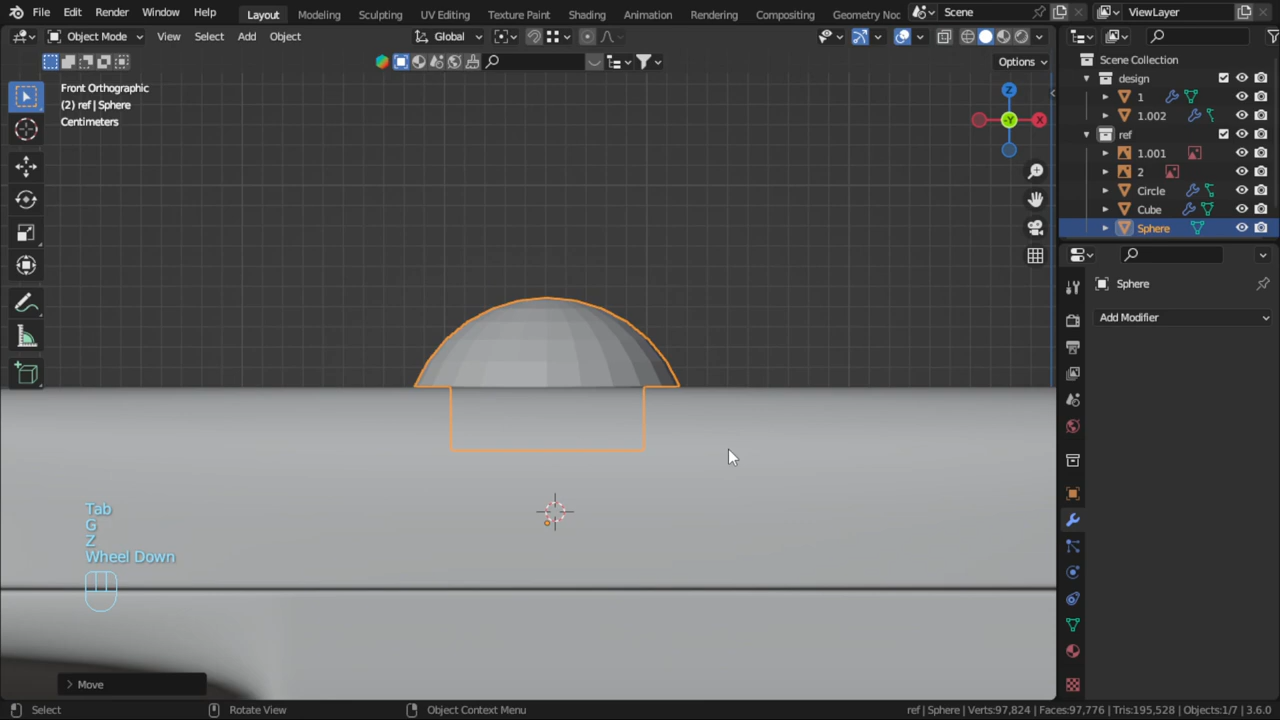 File Edit Render Window Help Layout Modeling Sculpting UV Editing Texture Paint Shading Animation Rendering Compositing Geometry Noc Scene ViewLayer
Object Mode View Select Add Object Global
Options
Front Orthographic
(2) ref | Sphere
Centimeters
Z
-Y
X
Tab
G
Z
Wheel Down
Move
Scene Collection
design
1
1.002
ref
1.001
2
Circle
Cube
Sphere
Sphere
Add Modifier
Select Rotate View Object Context Menu ref | Sphere Verts:97,824 Faces:97,776 Tris:195,528 Objects:1/7 3.6.0